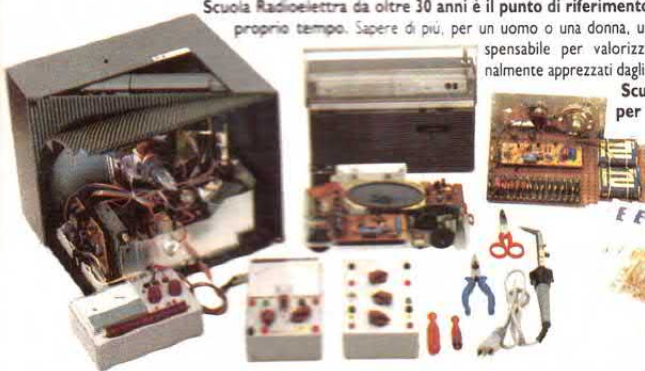 Scuola Radioelettra da oltre 30 anni è il punto di riferimento
proprio tempo. Sapere di più, per un uomo o una donna, u
spensabile per valorizz
nalmente apprezzati dagli
Scu
per
E E